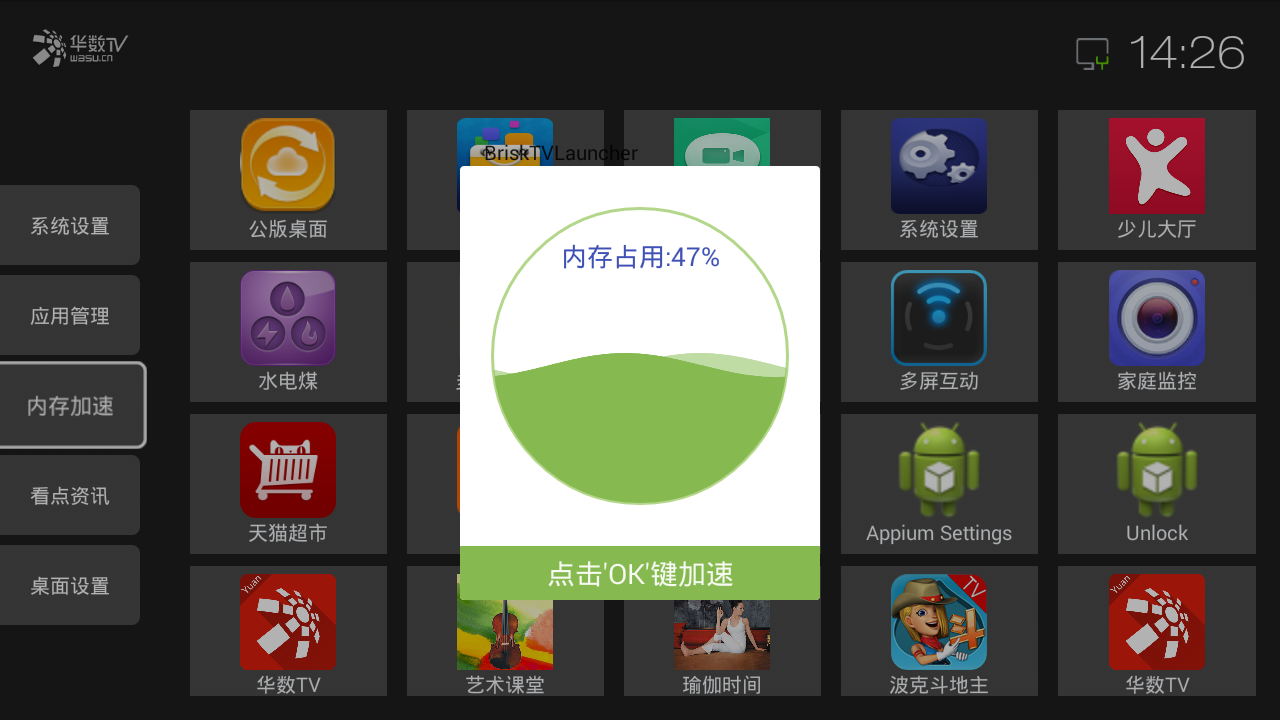 华数TV
wasu.cn
14:26
系统设置
应用管理
内存加速
看点资讯
桌面设置
公版桌面
BriskTVLauncher
系统设置
少儿大厅
水电煤
多屏互动
家庭监控
天猫超市
Appium Settings
Unlock
Yuan
华数TV
艺术课堂
瑜伽时间
TV
斗
波克斗地主
Yuan
华数TV
内存占用:47%
点击'OK'键加速